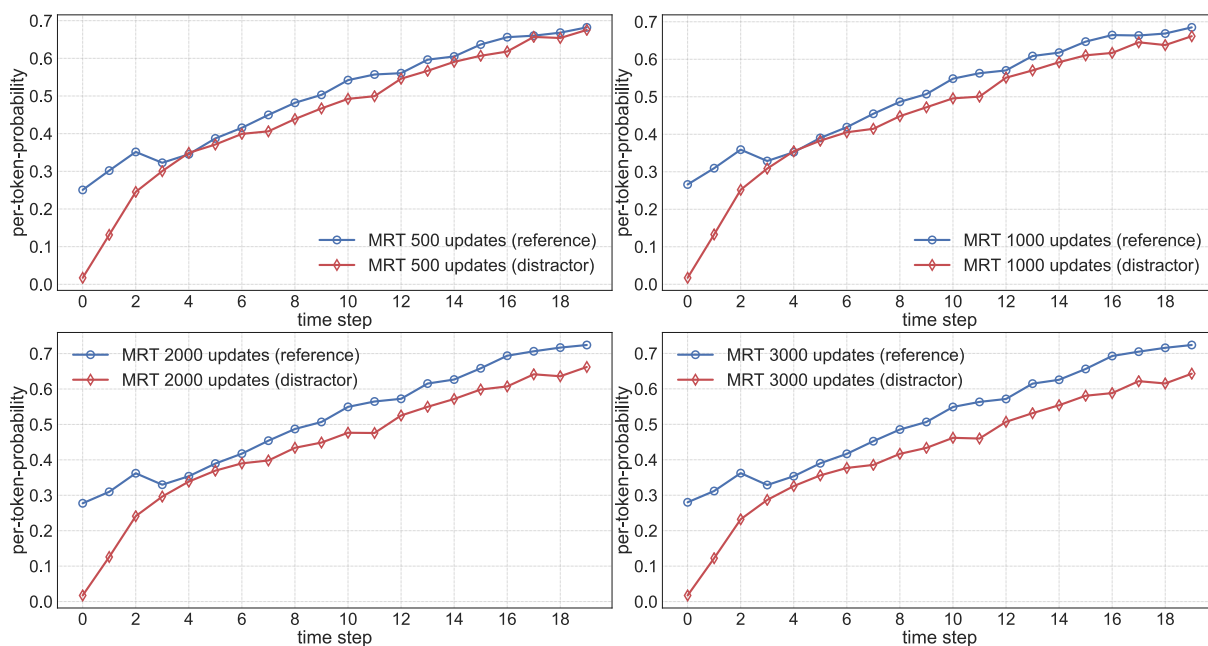 per-token-probability
0.7
0.6
0.5
0.4
0.3
0.2
0.1
0.0
MRT 500 updates (reference)
MRT 500 updates (distractor)
0 2 4 6 8 10 12 14 16 18
time step
per-token-probability
0.7
0.6
0.5
0.4
0.3
0.2
0.1
0.0
MRT 1000 updates (reference)
MRT 1000 updates (distractor)
0 2 4 6 8 10 12 14 16 18
time step
per-token-probability
0.7
0.6
0.5
0.4
0.3
0.2
0.1
0.0
MRT 2000 updates (reference)
MRT 2000 updates (distractor)
0 2 4 6 8 10 12 14 16 18
time step
per-token-probability
0.7
0.6
0.5
0.4
0.3
0.2
0.1
0.0
MRT 3000 updates (reference)
MRT 3000 updates (distractor)
0 2 4 6 8 10 12 14 16 18
time step